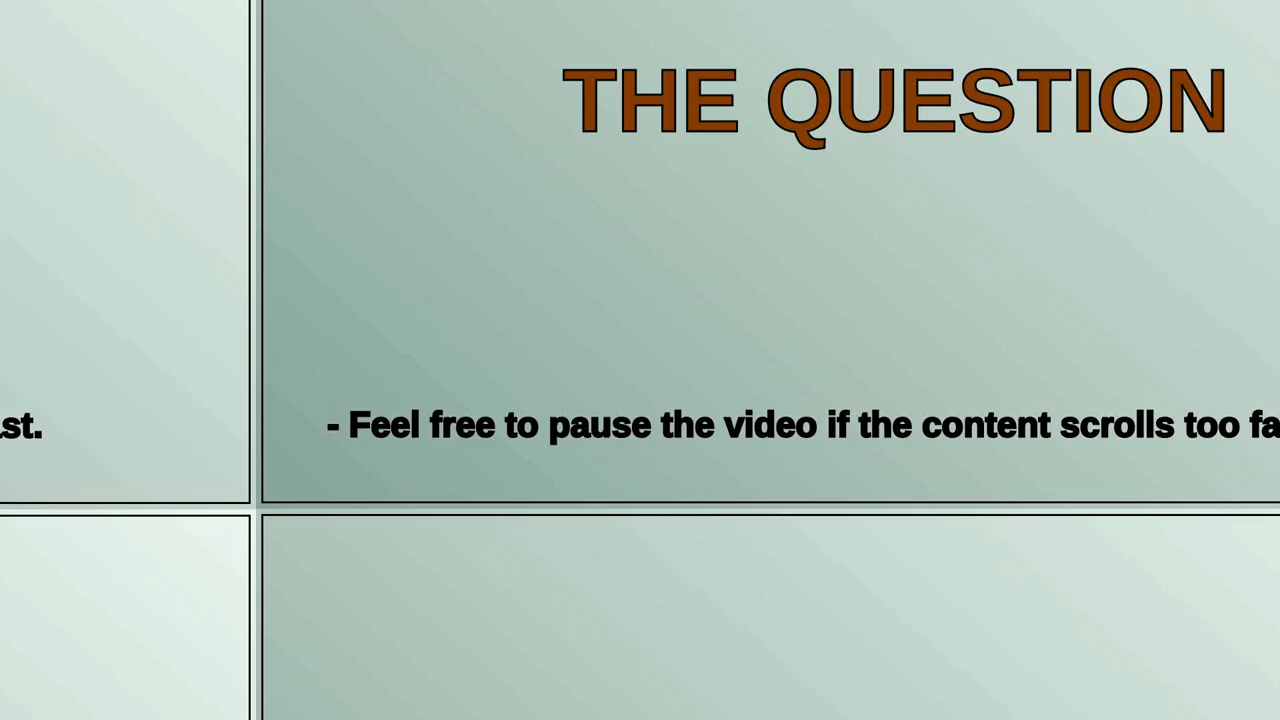 THE QUESTION
- Feel free to pause the video if the content scrolls too fa
st.